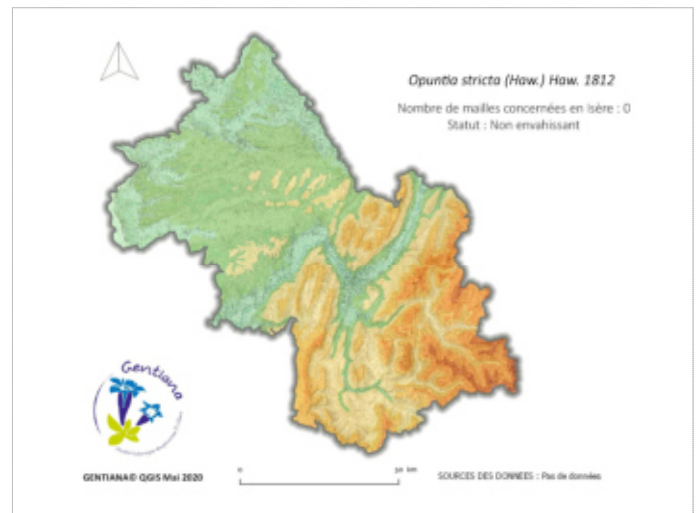 Opuntia stricta (Haw.) Haw. 1812
Nombre de mailles concernées en Isère : 0
Statut : Non envahissant
Gentiana
GENTIANA© QGIS Mai 2020
0
30 km
SOURCES DES DONNEES : Pas de données